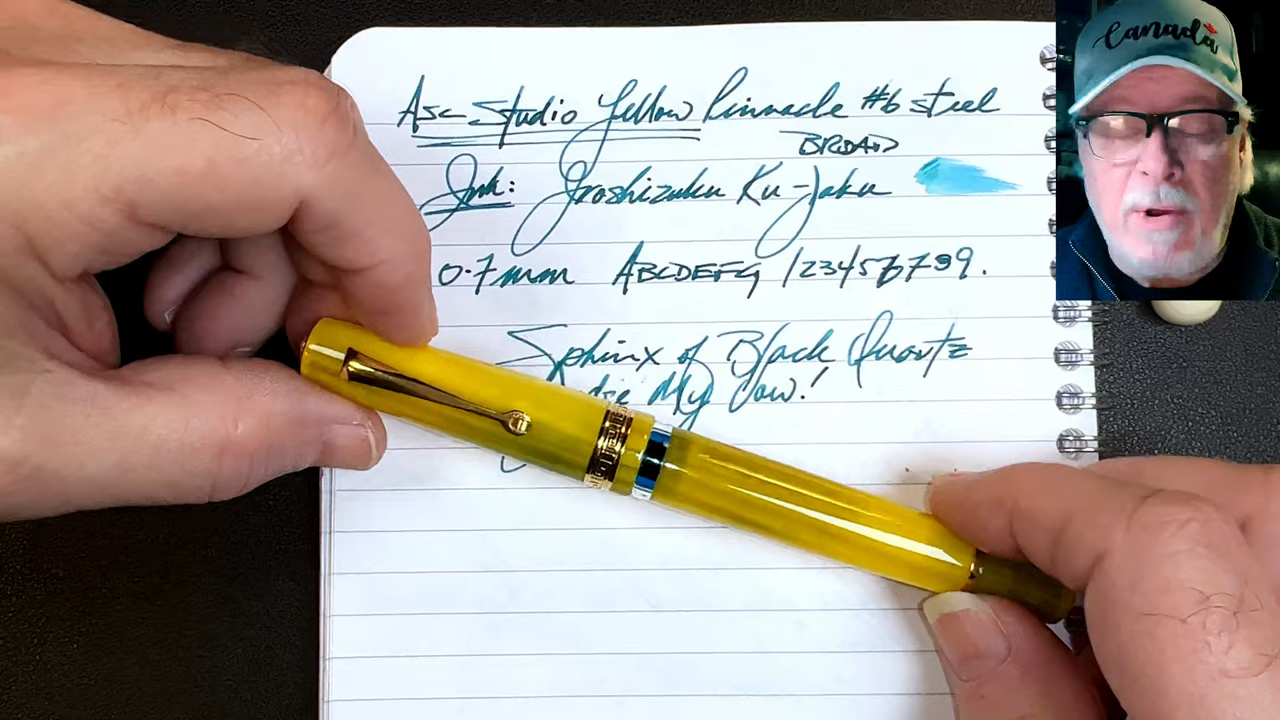 Canada
Asc Studio Yellow Pinnacle #6 steel
BROAD
Ink: Iroshizuku Ku-Jaku
0.7mm ABCDEFG 123456789.
Sphinx of Black Quartz
My Vow!